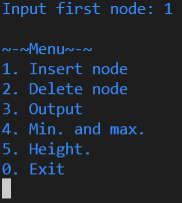 Input first node: 1
~-~Menu~-~
1. Insert node
2. Delete node
3. Output
4. Min. and max.
5. Height.
0. Exit